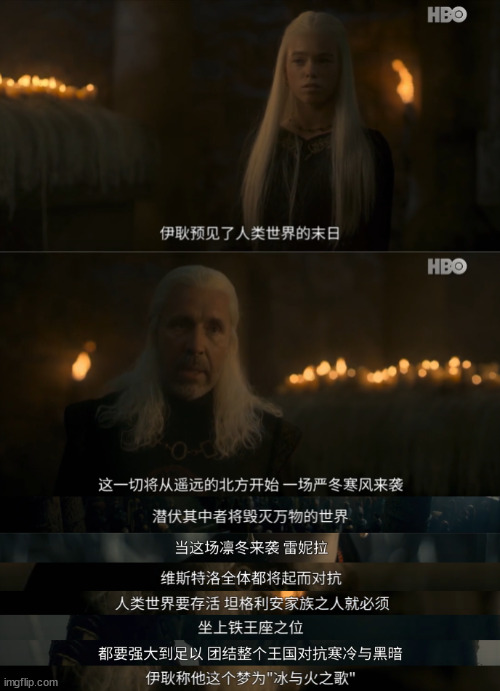 HBO
伊耿预见了人类世界的末日
HBO
这一切将从遥远的北方开始 一场严冬寒风来袭
潜伏其中者将毁灭万物的世界
当这场凛冬来袭 雷妮拉
维斯特洛全体都将起而对抗
人类世界要存活 坦格利安家族之人就必须
坐上铁王座之位
都要强大到足以 团结整个王国对抗寒冷与黑暗
伊耿称他这个梦为"冰与火之歌"
imgflip.com